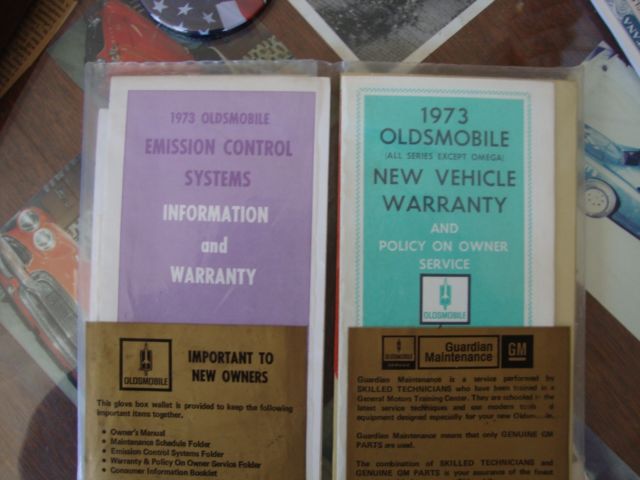 1973 OLDSMOBILE
EMISSION CONTROL
SYSTEMS
INFORMATION
and
WARRANTY
OLDSMOBILE
IMPORTANT TO
NEW OWNERS
This glove box wallet is provided to keep the following
important items together.
• Owner's Manual
• Maintenance Schedule Folder
• Emission Control Systems Folder
• Warranty & Policy On Owner Service Folder
• Consumer Information Booklet
1973
OLDSMOBILE
(ALL SERIES EXCEPT OMEGA)
NEW VEHICLE
WARRANTY
AND
POLICY ON OWNER
SERVICE
OLDSMOBILE
OLDSMOBILE
Guardian
Maintenance
GM
Guardian Maintenance is a service performed by
SKILLED TECHNICIANS who have been trained in a
General Motors Training Center. They are schooled in the
latest service techniques and use modern tools
equipment designed especially for your new
Guardian Maintenance means that only GENUINE GM
PARTS are used.
The combination of SKILLED TECHNICIANS and
GENUINE GM PARTS is your assurance of the finest